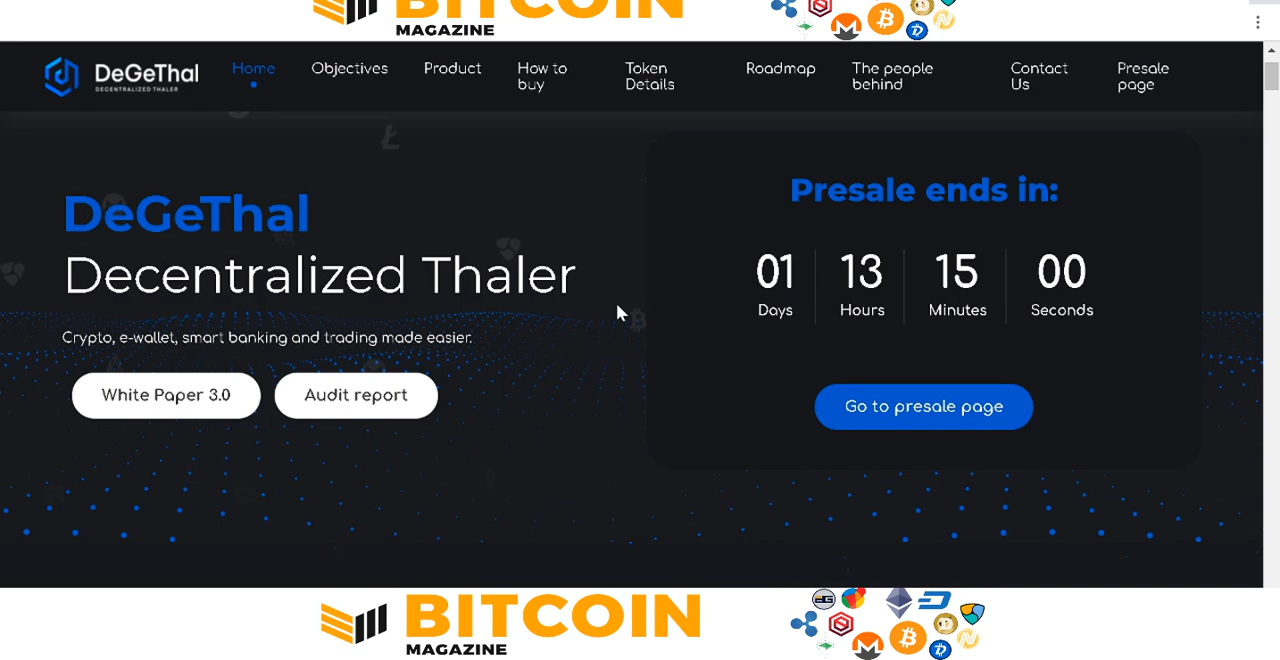 BITCOIN
MAGAZINE
DeGeThal
DECENTRALIZED THALER
Home
Objectives
Product
How to
buy
Token
Details
Roadmap
The people
behind
Contact
Us
Presale
page
DeGeThal
Decentralized Thaler
Crypto, e-wallet, smart banking and trading made easier.
White Paper 3.0
Audit report
Presale ends in:
01 13 15 00
Days Hours Minutes Seconds
Go to presale page
BITCOIN
MAGAZINE